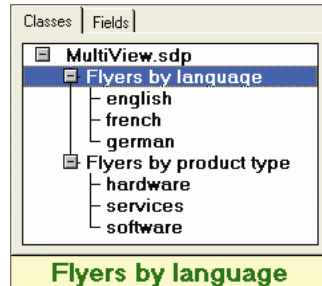 Classes Fields
MultiView.sdp
Flyers by language
english
french
german
Flyers by product type
hardware
services
software
Flyers by language